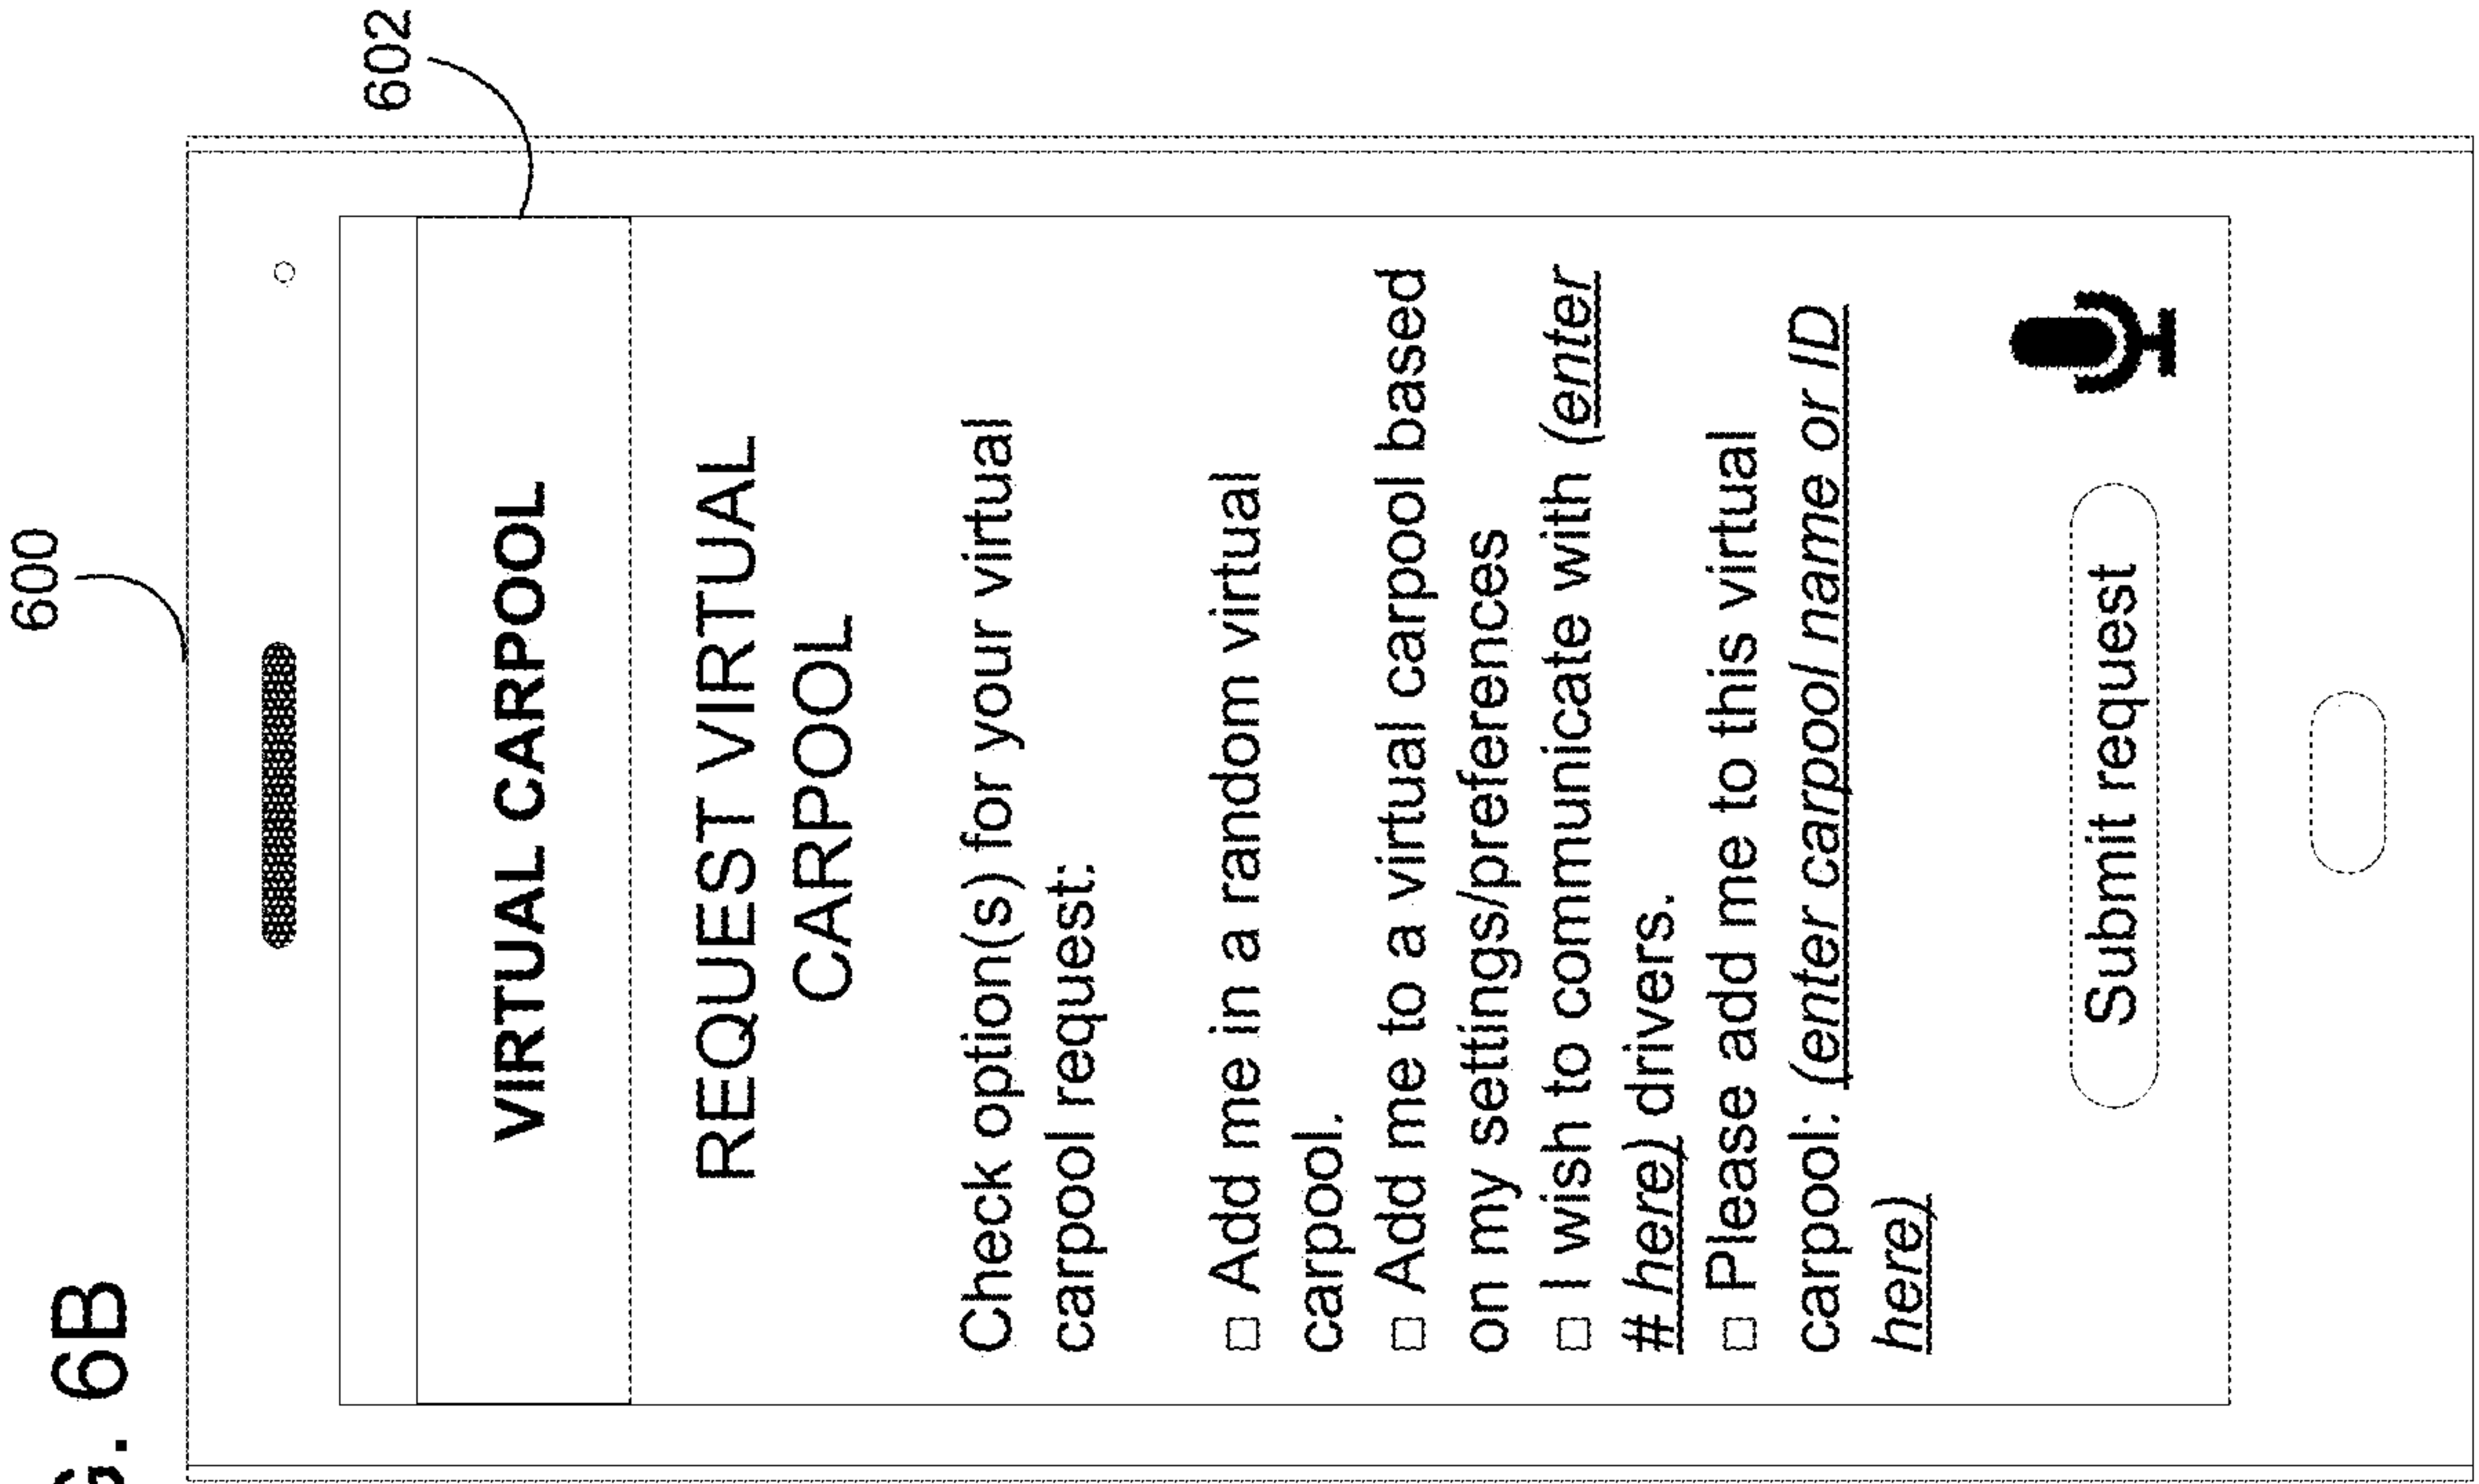 G. 6B
600
602
VIRTUAL CARPOOL
REQUEST VIRTUAL
CARPOOL
Check option(s) for your virtual
carpool request:
Add me in a random virtual
carpool.
Add me to a virtual carpool based
on my settings/preferences
I wish to communicate with (enter
# here) drivers.
Please add me to this virtual
carpool: (enter carpool name or ID
here)
Submit request